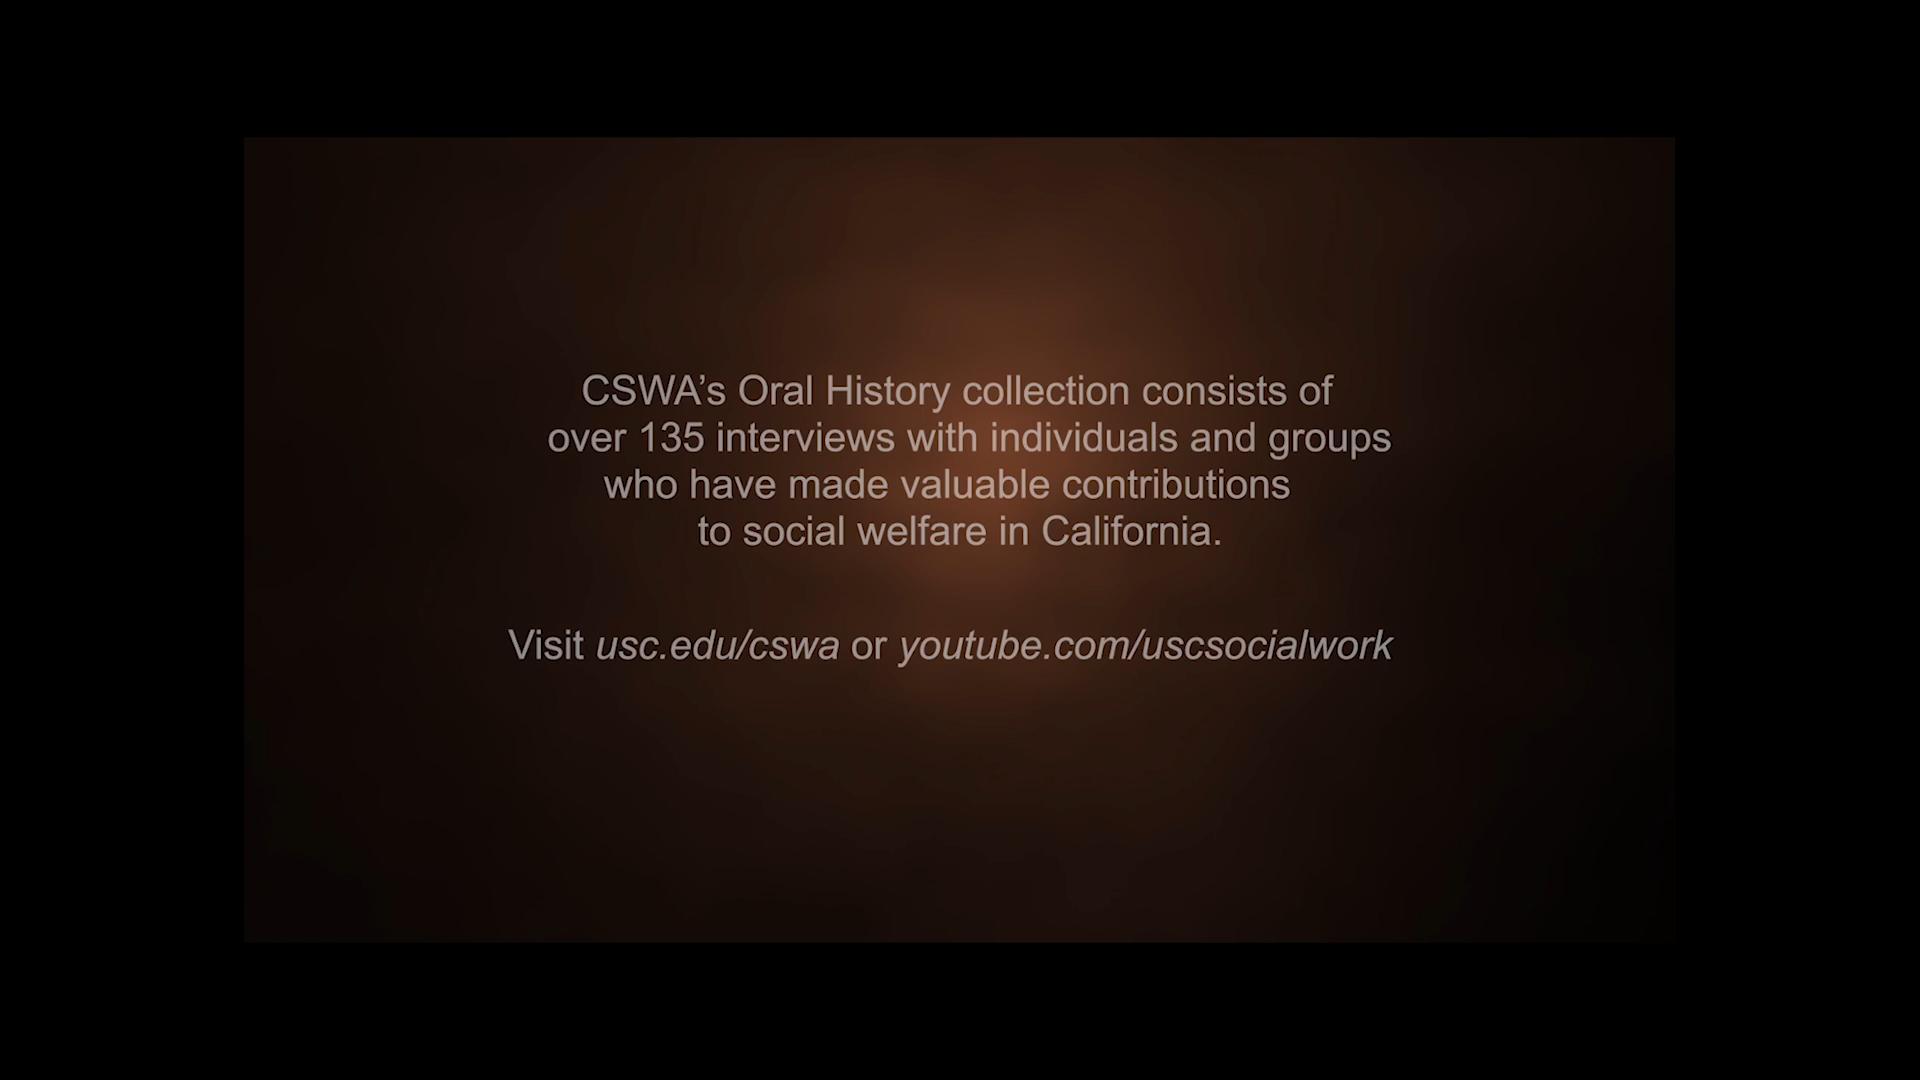 CSWA’s Oral History collection consists of
over 135 interviews with individuals and groups
who have made valuable contributions
to social welfare in California.
Visit usc.edu/cswa or youtube.com/uscsocialwork